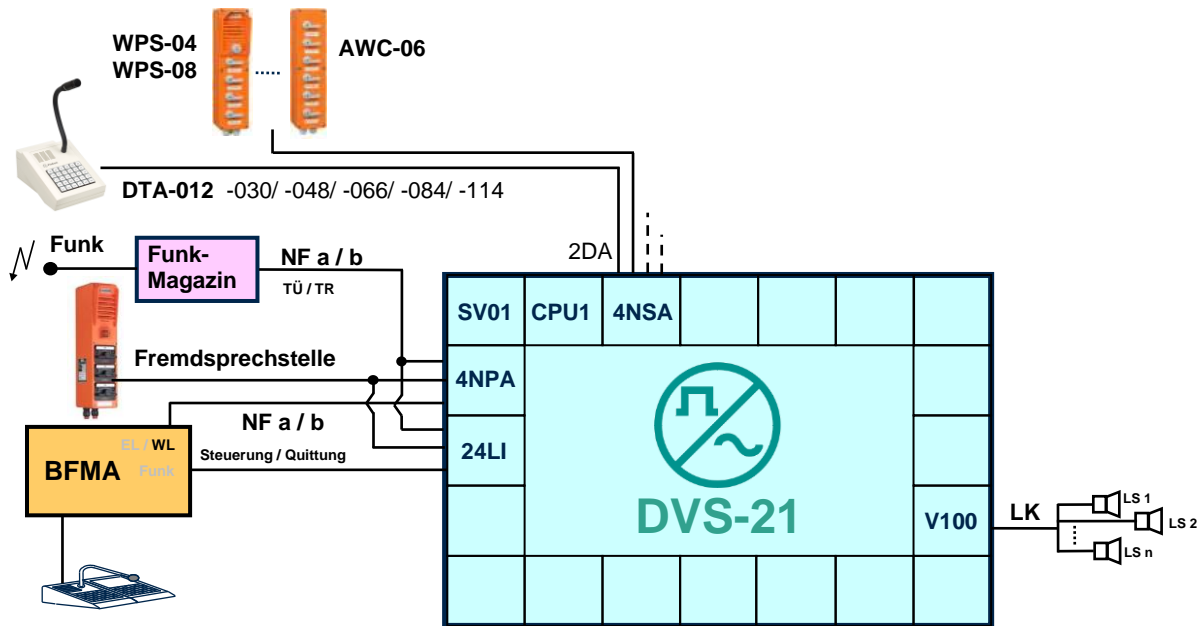 WPS-04
WPS-08
AWC-06
DTA-012 -030/ -048/ -066/ -084/ -114
2DA
Funk
Funk-
Magazin
NF a / b
TÜ / TR
SV01
CPU1
4NSA
Fremdsprechstelle
4NPA
NF a / b
24LI
EL / WL
BFMA
Funk
Steuerung / Quittung
DVS-21
V100
LK
LS 1
LS 2
LS n